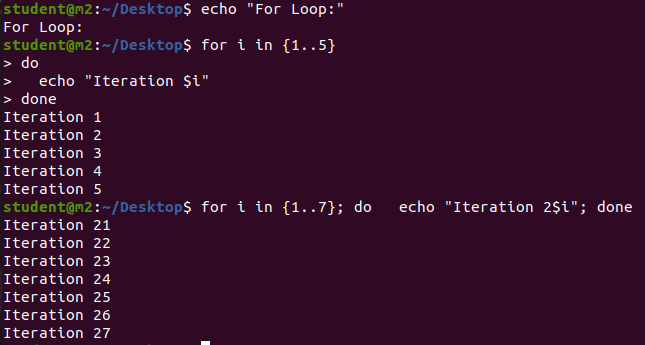 student@m2:~/Desktop$ echo "For Loop:"
For Loop:
student@m2:~/Desktop$ for i in {1..5}
> do
>   echo "Iteration $i"
> done
Iteration 1
Iteration 2
Iteration 3
Iteration 4
Iteration 5
student@m2:~/Desktop$ for i in {1..7}; do   echo "Iteration 2$i"; done
Iteration 21
Iteration 22
Iteration 23
Iteration 24
Iteration 25
Iteration 26
Iteration 27